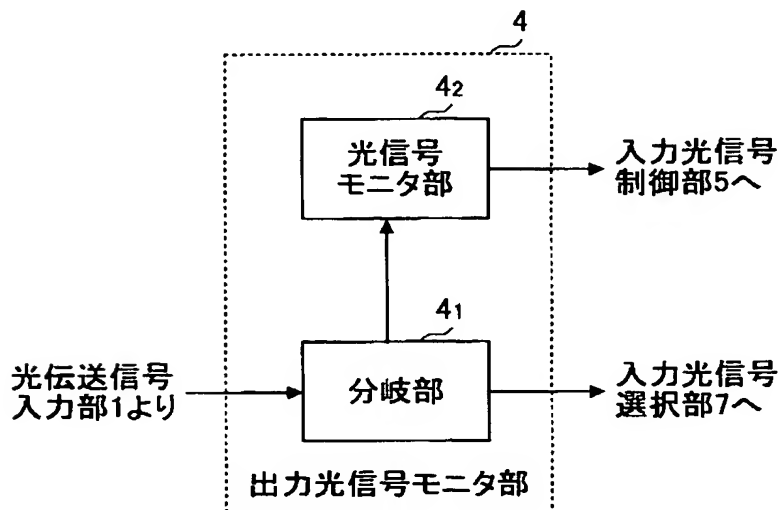 4
42
光信号
モニタ部
入力光信号
制御部5へ
41
光伝送信号
入力部1より
分岐部
入力光信号
選択部7へ
出力光信号モニタ部